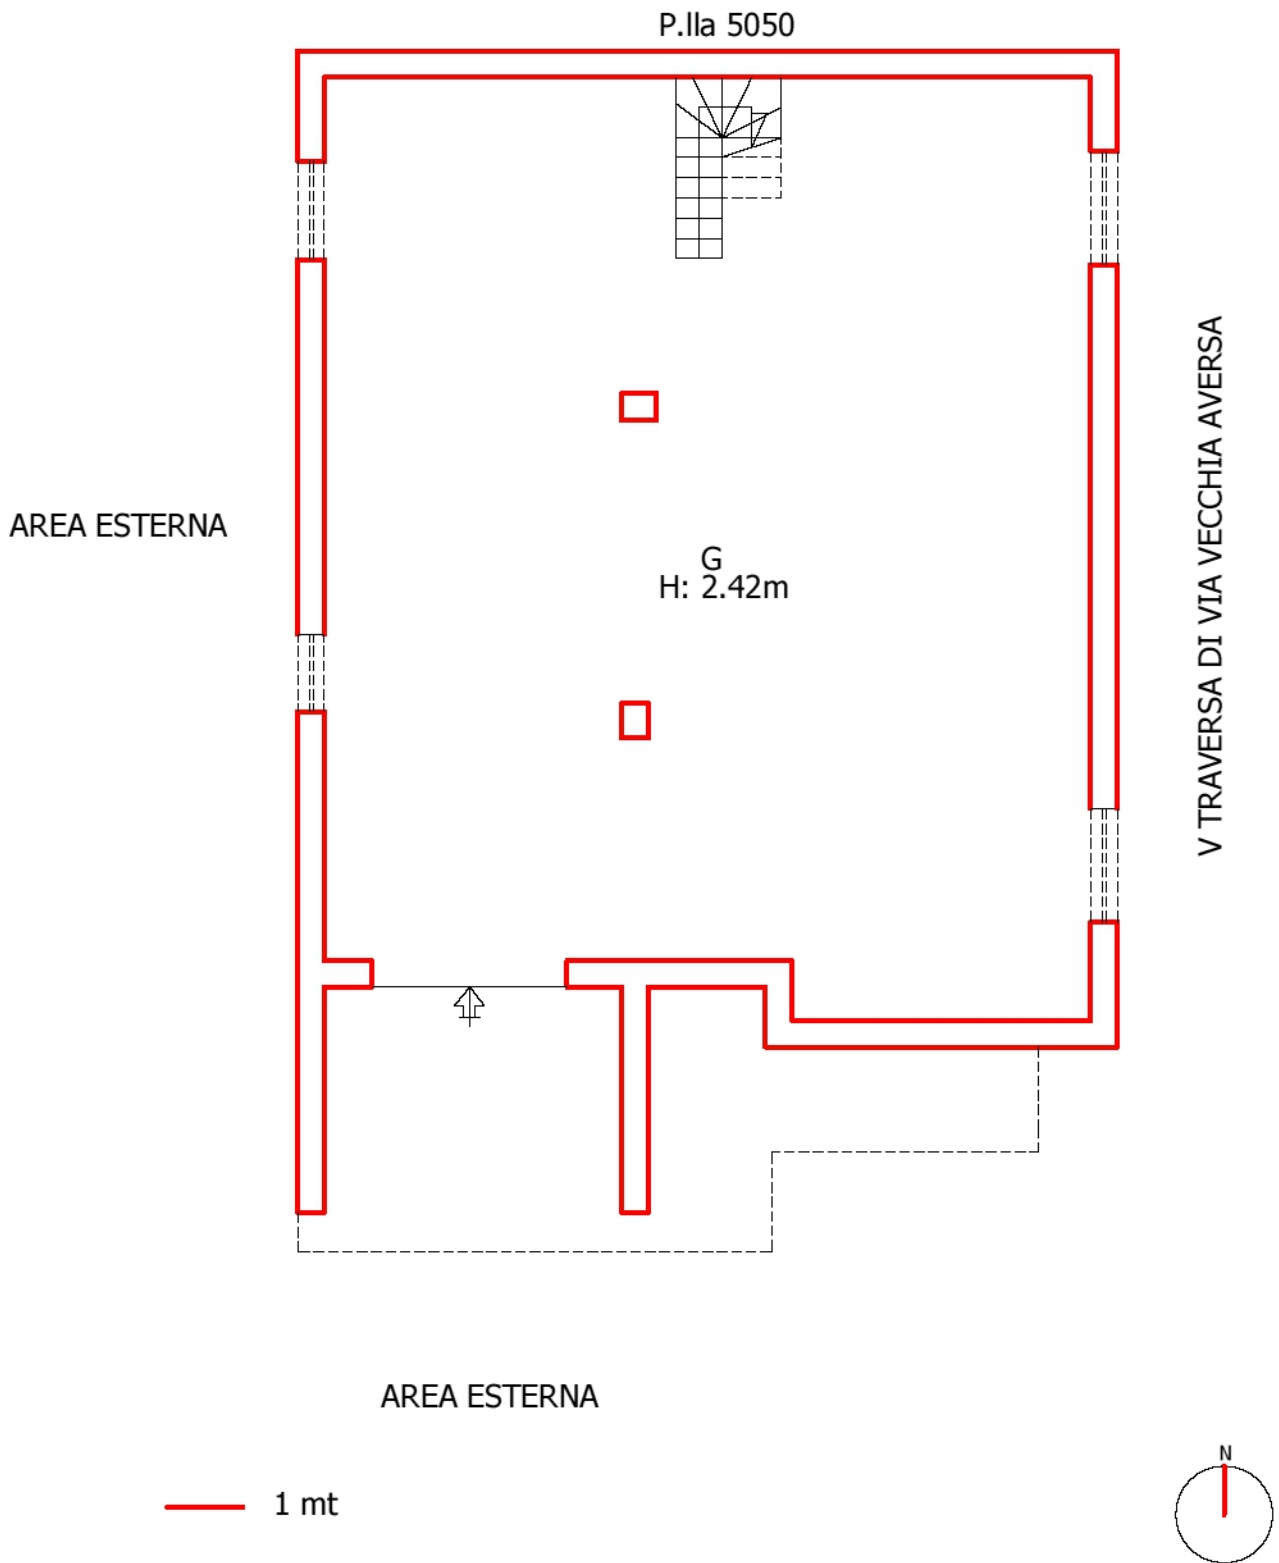 P.lla 5050
V TRAVERSA DI VIA VECCHIA AVERSA
AREA ESTERNA
G
H: 2.42m
AREA ESTERNA
N
1 mt